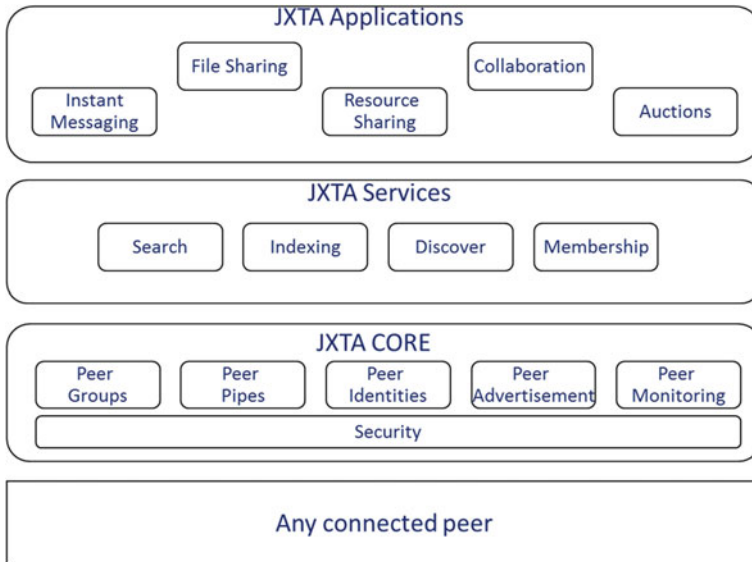 JXTA Applications
File Sharing
Collaboration
Instant
Messaging
Resource
Sharing
Auctions
JXTA Services
Search
Indexing
Discover
Membership
JXTA CORE
Peer
Groups
Peer
Pipes
Peer
Identities
Peer
Advertisement
Peer
Monitoring
Security
Any connected peer